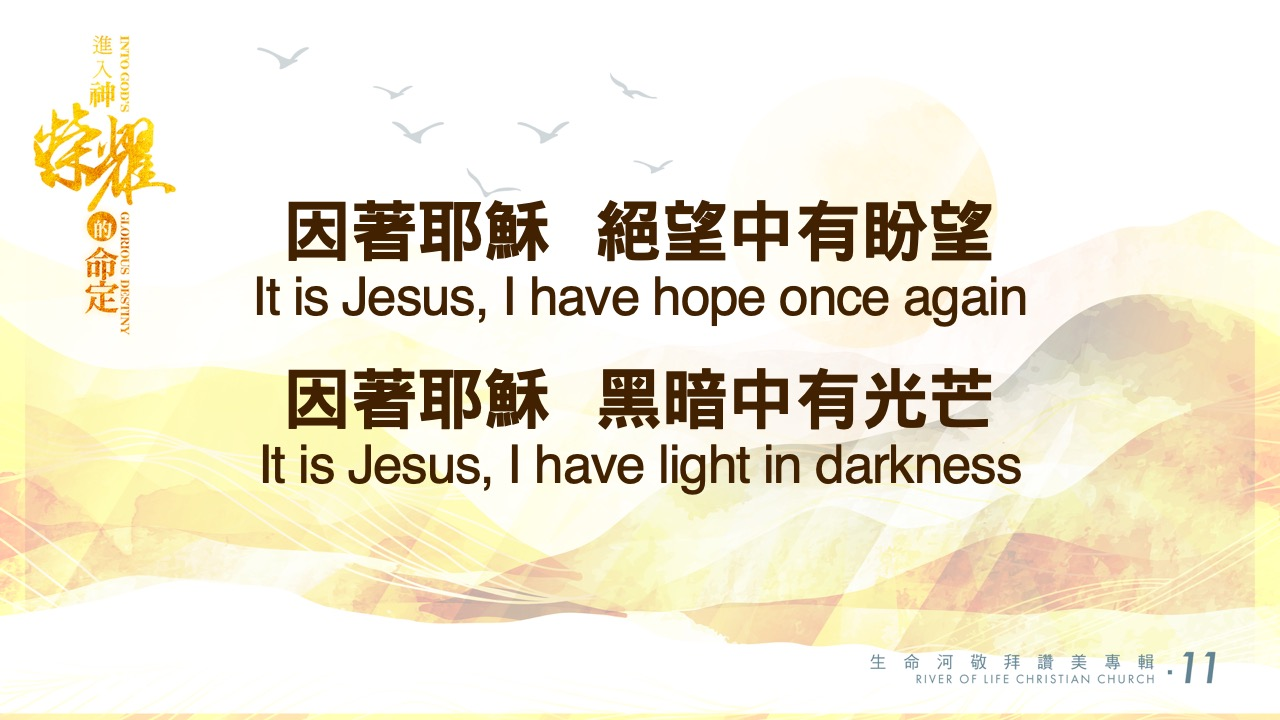 進入神
INTO GOD'S
榮耀
的
命定
GLORIOUS DESTINY
因著耶穌 絕望中有盼望
It is Jesus, I have hope once again
因著耶穌 黑暗中有光芒
It is Jesus, I have light in darkness
生命河敬拜讚美專輯 ·11
RIVER OF LIFE CHRISTIAN CHURCH